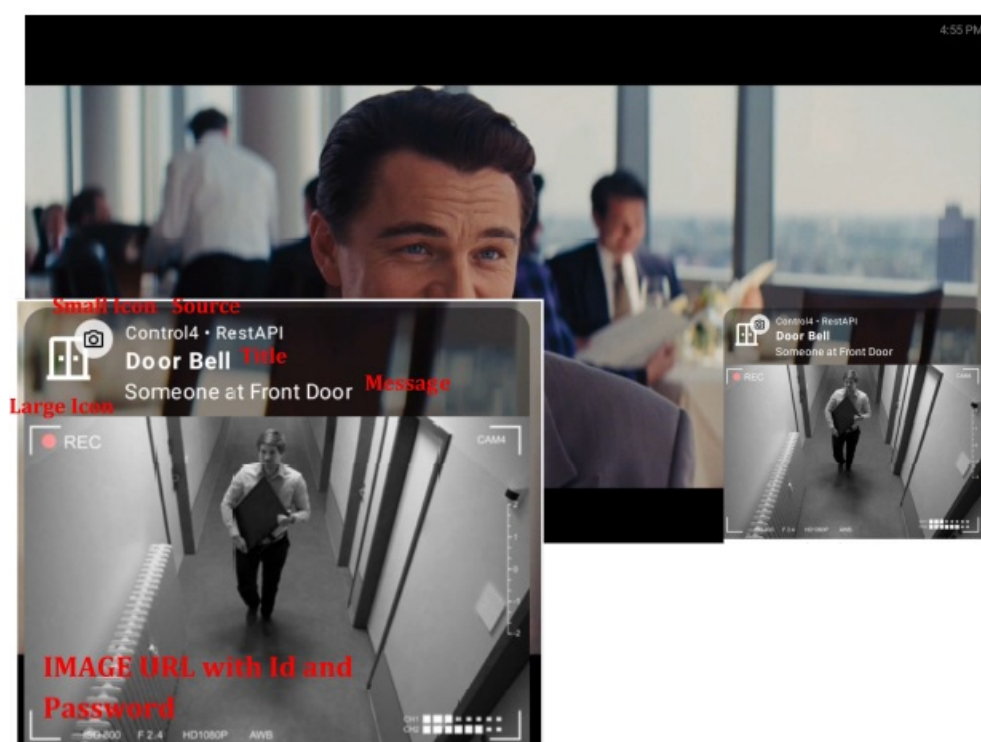 4:55 PM
Small Icon Source
Control4 • RestAPI
Door Bell Title
Someone at Front Door Message
Large Icon
REC
CAM4
IMAGE URL with Id and
Password
CH1
CH2
ISO 800 F 2.4 HD1080P AWB
Control4 • RestAPI
Door Bell
Someone at Front Door
REC
CAM4
F 2.4 HD1080P AWB